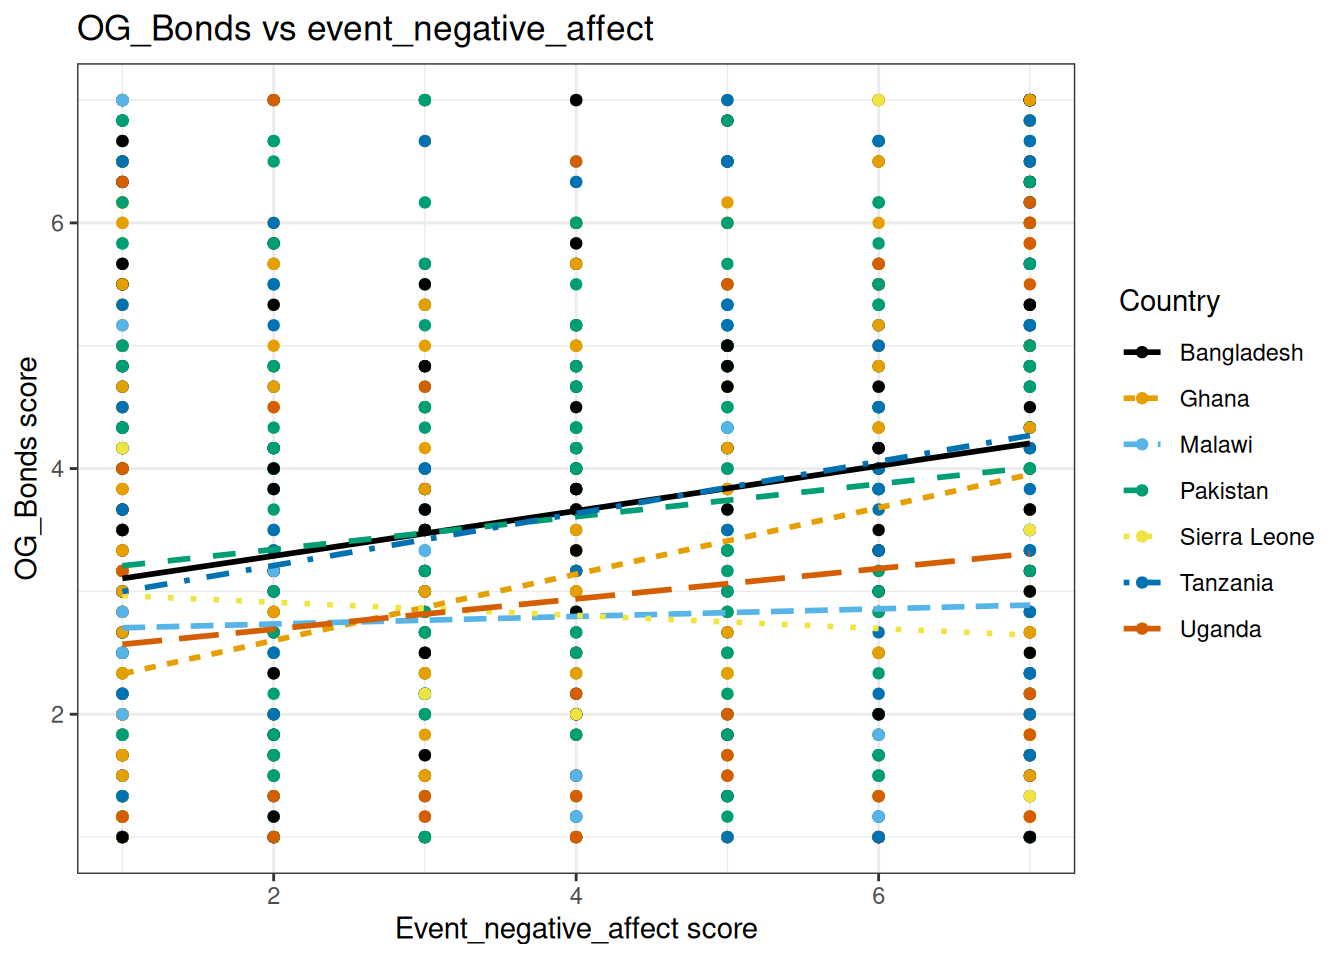 OG_Bonds vs event_negative_affect
OG_Bonds score
6
4
2
2
4
6
Event_negative_affect score
Country
Bangladesh
Ghana
Malawi
Pakistan
Sierra Leone
Tanzania
Uganda